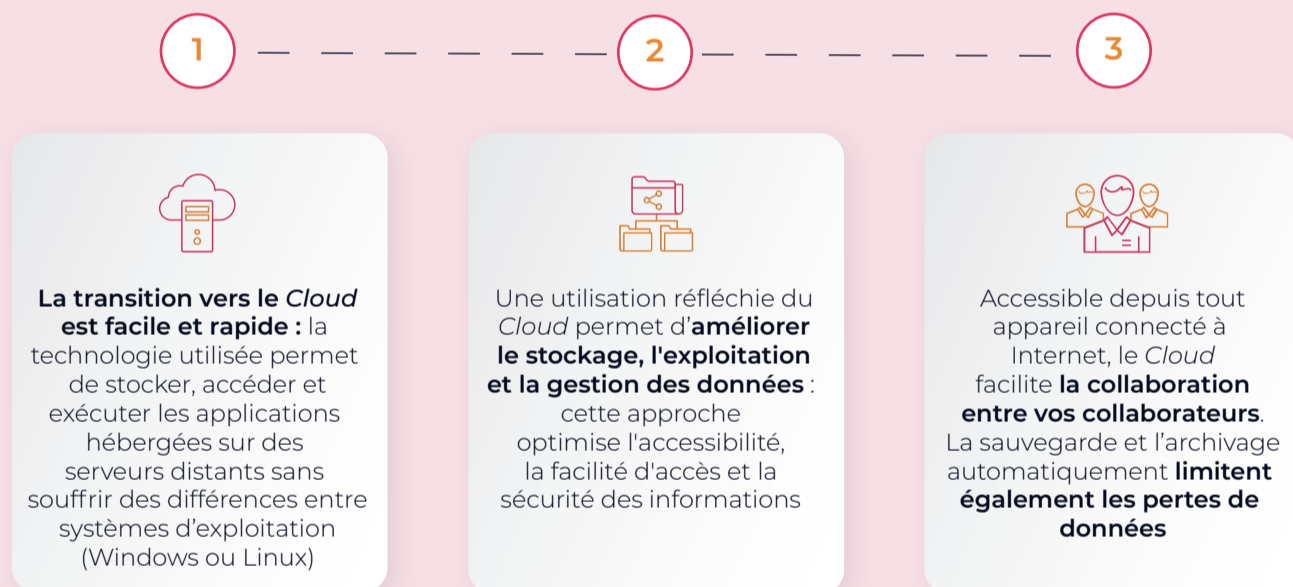 1
2
3
La transition vers le Cloud
est facile et rapide : la
technologie utilisée permet
de stocker, accéder et
exécuter les applications
hébergées sur des
serveurs distants sans
souffrir des différences entre
systèmes d’exploitation
(Windows ou Linux)
Une utilisation réfléchie du
Cloud permet d’améliorer
le stockage, l'exploitation
et la gestion des données :
cette approche
optimise l'accessibilité,
la facilité d'accès et la
sécurité des informations
Accessible depuis tout
appareil connecté à
Internet, le Cloud
facilite la collaboration
entre vos collaborateurs.
La sauvegarde et l’archivage
automatiquement limitent
également les pertes de
données